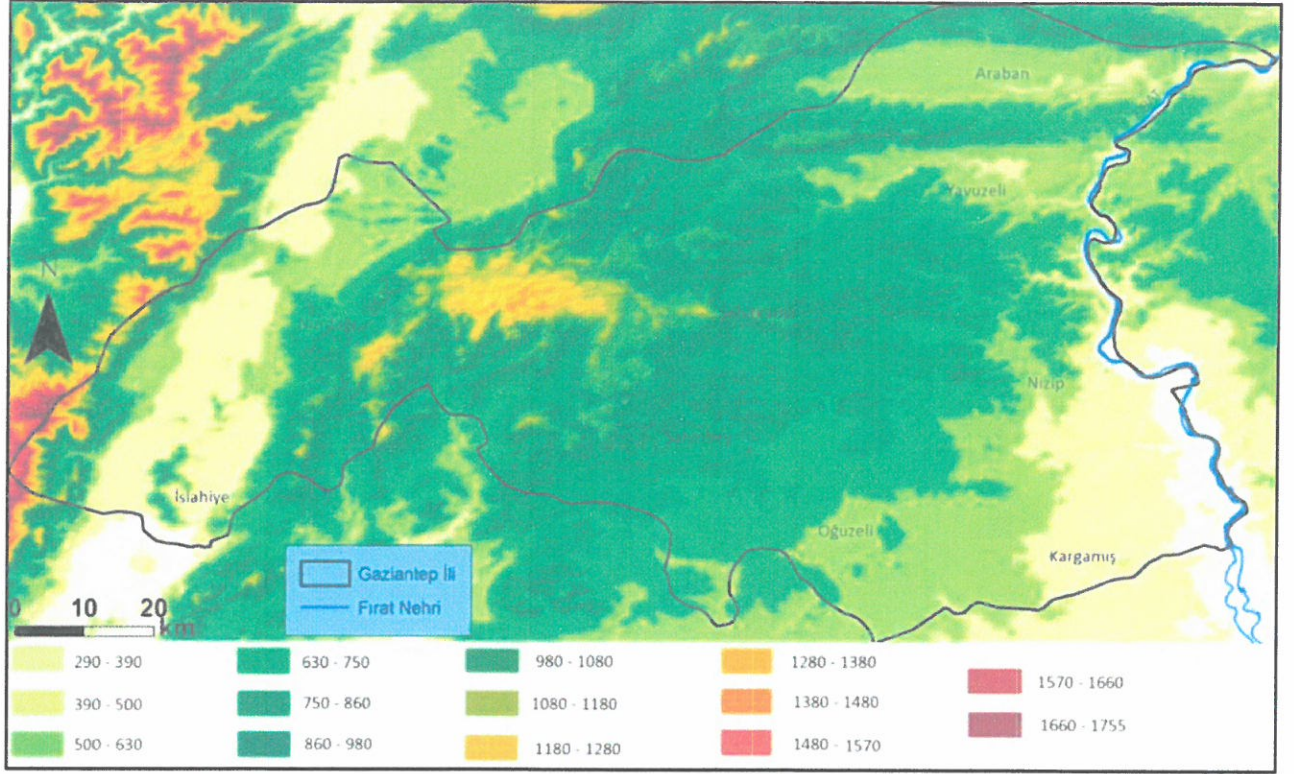 Araban
Yavuzeli
N
Nizip
İslahiye
Oğuzeli
Kargamış
Gaziantep İli
Fırat Nehri
0 10 20
km
290 - 390
390 - 500
500 - 630
630 - 750
750 - 860
860 - 980
980 - 1080
1080 - 1180
1180 - 1280
1280 - 1380
1380 - 1480
1480 - 1570
1570 - 1660
1660 - 1755